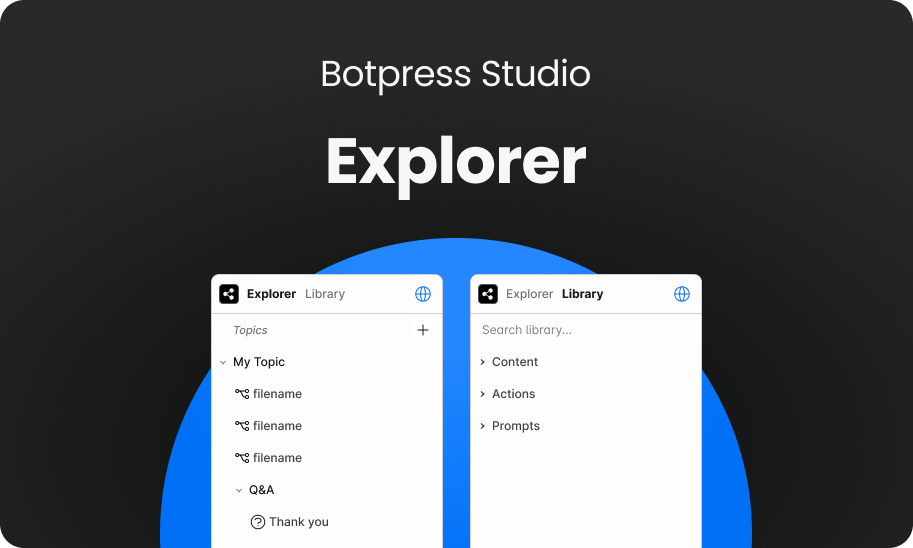 Botpress Studio
Explorer
Explorer Library
Topics
My Topic
filename
filename
filename
Q&A
Thank you
Explorer Library
Search library...
Content
Actions
Prompts